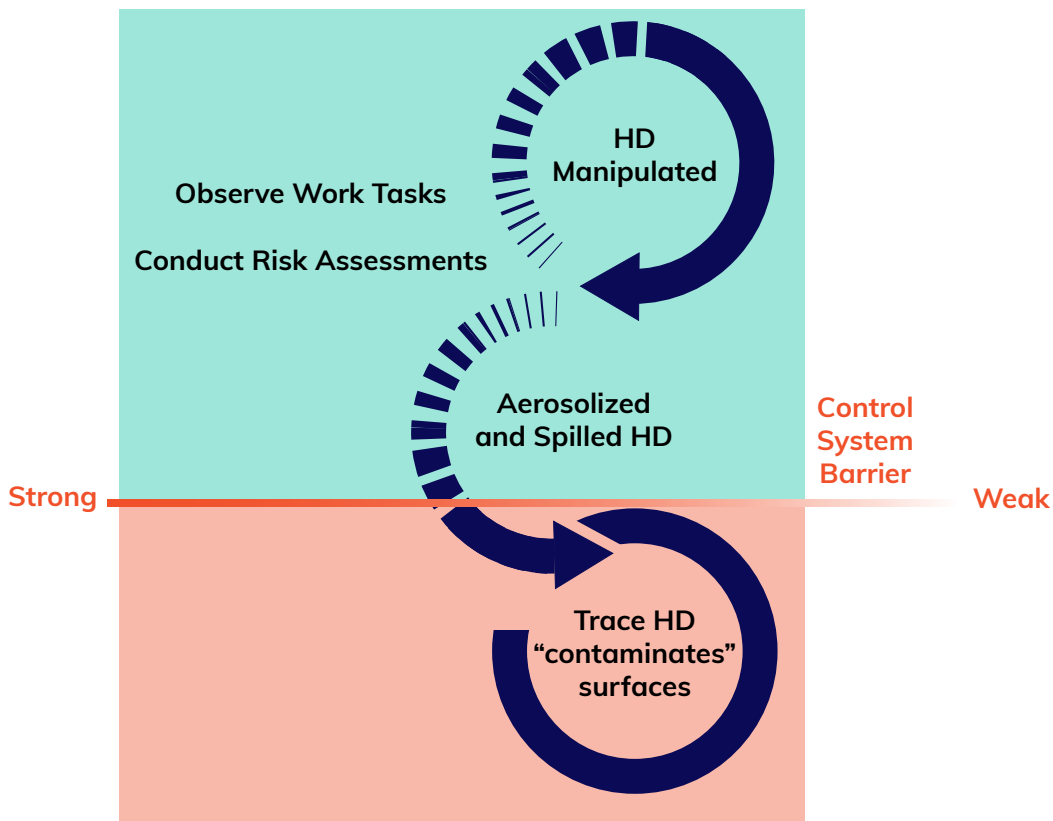 HD
Manipulated
Observe Work Tasks
Conduct Risk Assessments
Aerosolized
and Spilled HD
Control
System
Barrier
Strong
Weak
Trace HD
“contaminates”
surfaces